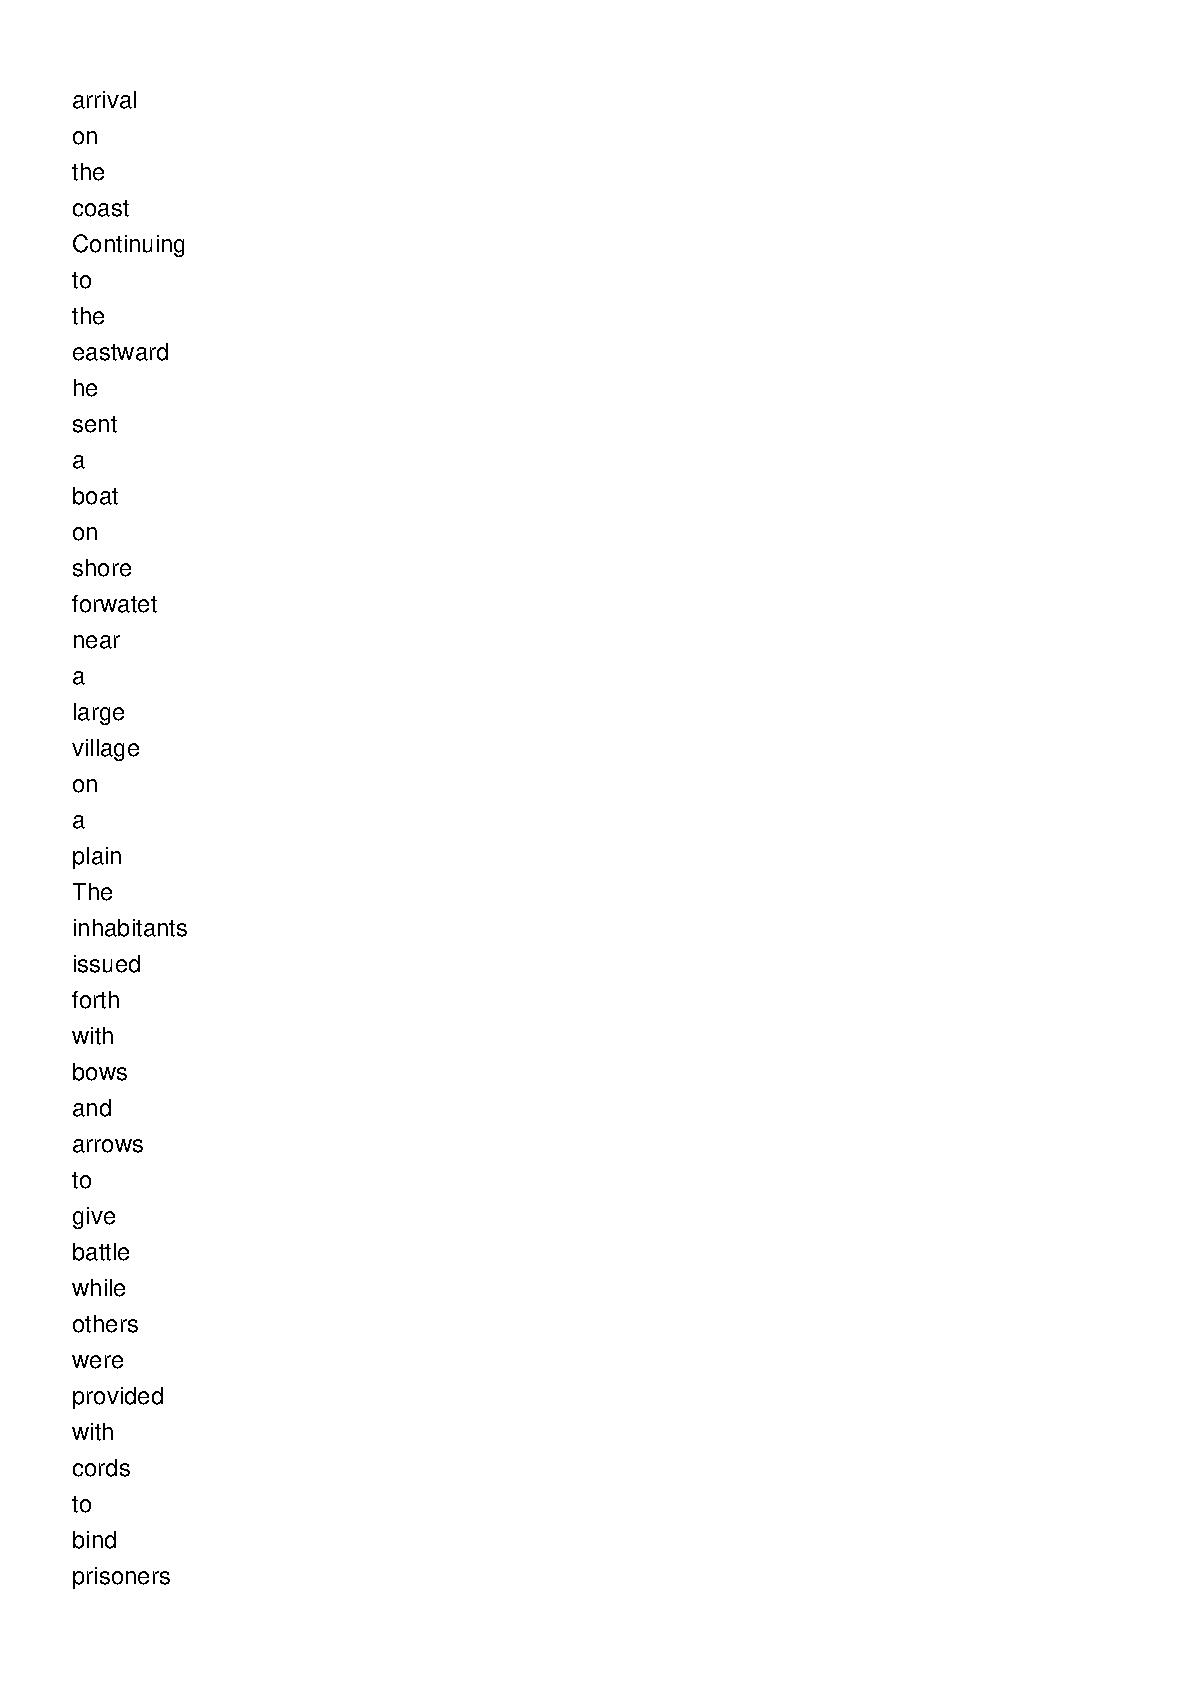 arrival
on
the
coast
Continuing
to
the
eastward
he
sent
a
boat
on
shore
forwatet
near
a
large
village
on
a
plain
The
inhabitants
issued
forth
with
bows
and
arrows
to
give
battle
while
others
were
provided
with
cords
to
bind
prisoners